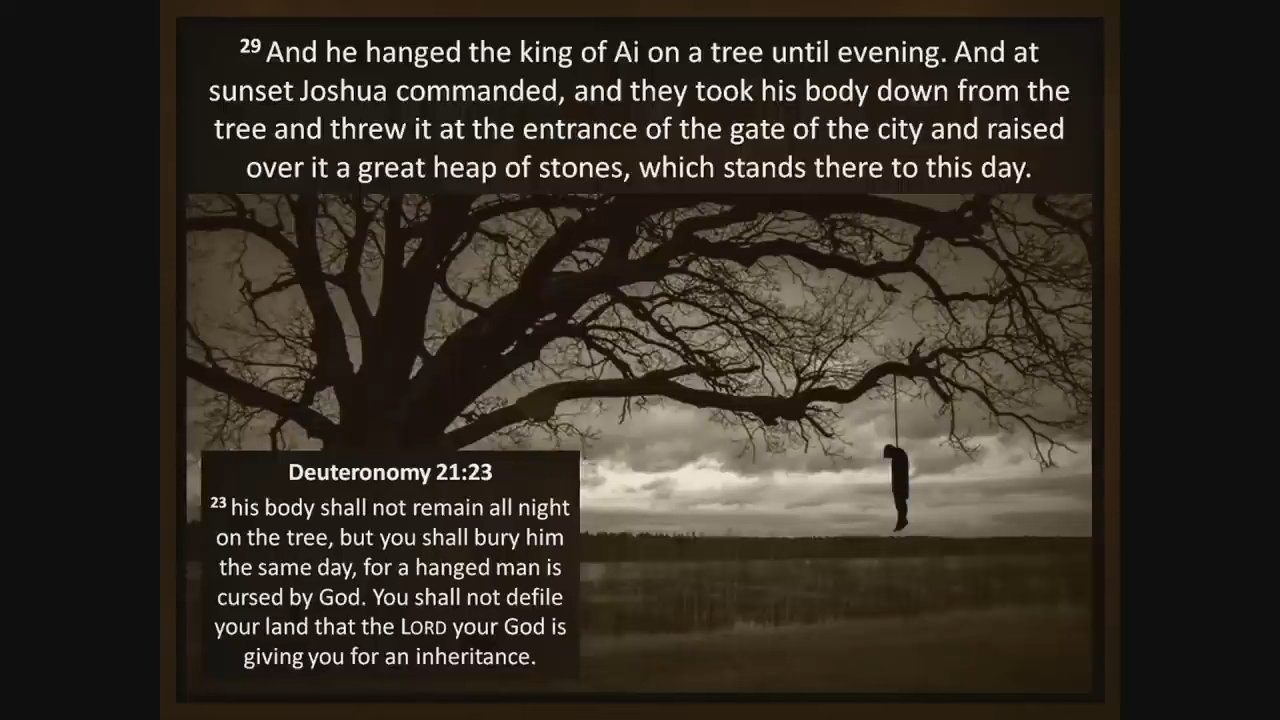 29 And he hanged the king of Ai on a tree until evening. And at
sunset Joshua commanded, and they took his body down from the
tree and threw it at the entrance of the gate of the city and raised
over it a great heap of stones, which stands there to this day.
Deuteronomy 21:23
23 his body shall not remain all night
on the tree, but you shall bury him
the same day, for a hanged man is
cursed by God. You shall not defile
your land that the LORD your God is
giving you for an inheritance.